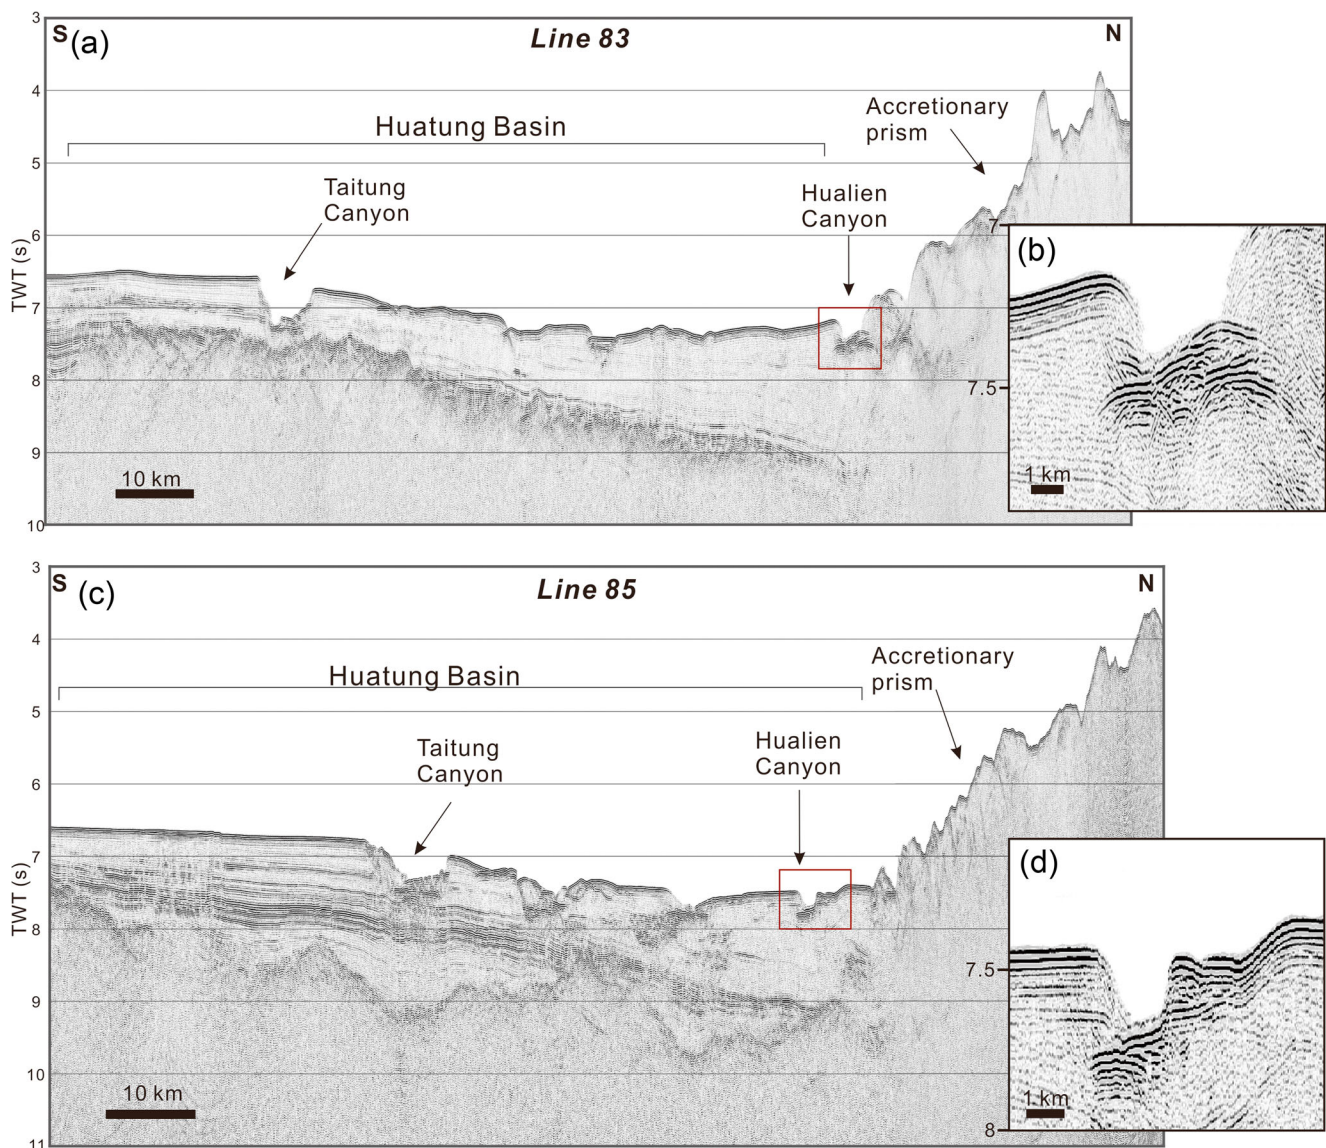 3
S
(a)
Line 83
N
4
Accretionary
prism
Huatung Basin
5
Taitung
Canyon
Hualien
Canyon
6
7
(b)
TWT (s)
7
8
7.5
9
10 km
1 km
10
3
S
(c)
Line 85
N
4
Accretionary
prism
Huatung Basin
5
Taitung
Canyon
Hualien
Canyon
6
7
(d)
TWT (s)
8
7.5
9
10
10 km
1 km
8
11